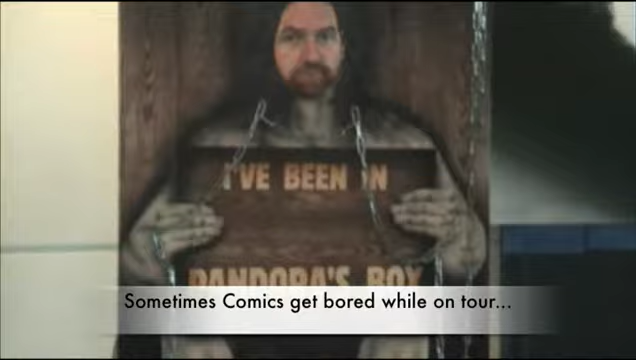 I'VE BEEN IN
PANDORA'S BOX
Sometimes Comics get bored while on tour...